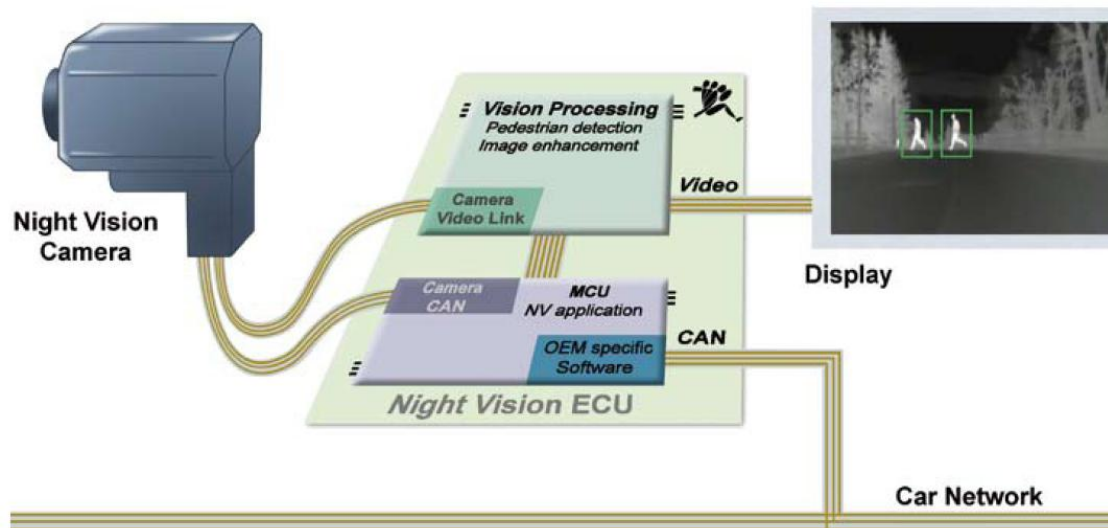 Night Vision
Camera
Vision Processing
Pedestrian detection
Image enhancement
Camera
Video Link
Video
Display
Camera
CAN
MCU
NV application
OEM specific
Software
CAN
Night Vision ECU
Car Network